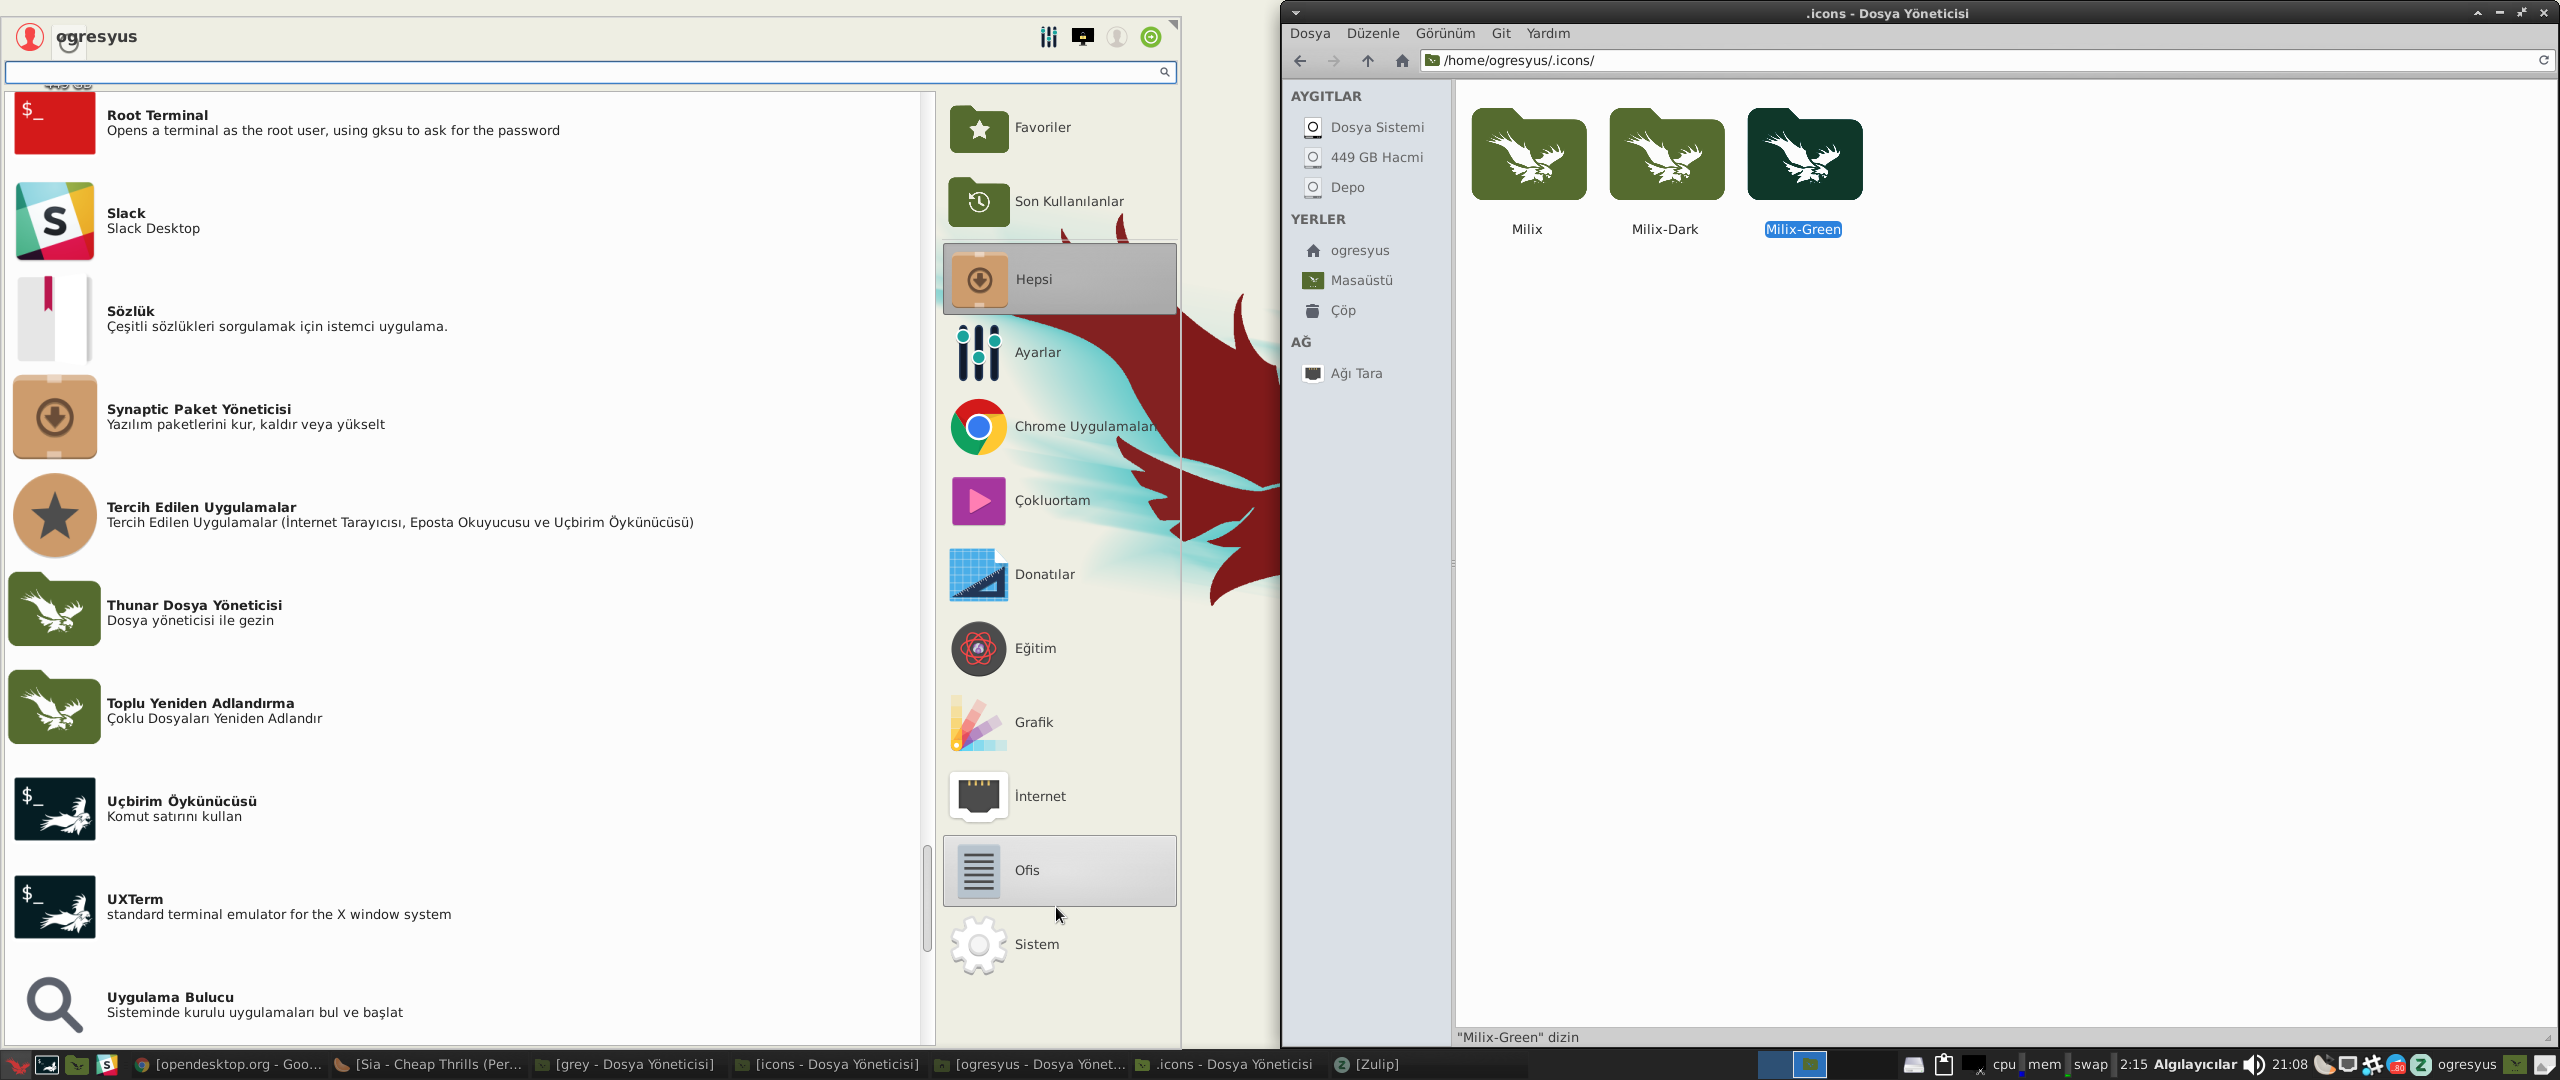 ogresyus
449 GB
$_
Root Terminal
Opens a terminal as the root user, using gksu to ask for the password
S
Slack
Slack Desktop
Sözlük
Çeşitli sözlükleri sorgulamak için istemci uygulama.
Synaptic Paket Yöneticisi
Yazılım paketlerini kur, kaldır veya yükselt
Tercih Edilen Uygulamalar
Tercih Edilen Uygulamalar (İnternet Tarayıcısı, Eposta Okuyucusu ve Uçbirim Öykünücüsü)
Thunar Dosya Yöneticisi
Dosya yöneticisi ile gezin
Toplu Yeniden Adlandırma
Çoklu Dosyaları Yeniden Adlandır
$_
Uçbirim Öykünücüsü
Komut satırını kullan
$_
UXTerm
standard terminal emulator for the X window system
Uygulama Bulucu
Sisteminde kurulu uygulamaları bul ve başlat
Favoriler
Son Kullanılanlar
Hepsi
Ayarlar
Chrome Uygulamaları
Çokluortam
Donatılar
Eğitim
Grafik
İnternet
Ofis
Sistem
.icons - Dosya Yöneticisi
Dosya Düzenle Görünüm Git Yardım
/home/ogresyus/.icons/
AYGITLAR
Dosya Sistemi
449 GB Hacmi
Depo
YERLER
ogresyus
Masaüstü
Çöp
AĞ
Ağı Tara
Milix
Milix-Dark
Milix-Green
"Milix-Green" dizin
[opendesktop.org - Goo... [Sia - Cheap Thrills (Per... [grey - Dosya Yöneticisi] [icons - Dosya Yöneticisi] [ogresyus - Dosya Yönet... .icons - Dosya Yöneticisi [Zulip] cpu mem swap 2:15 Algılayıcılar 21:08 80 ogresyus